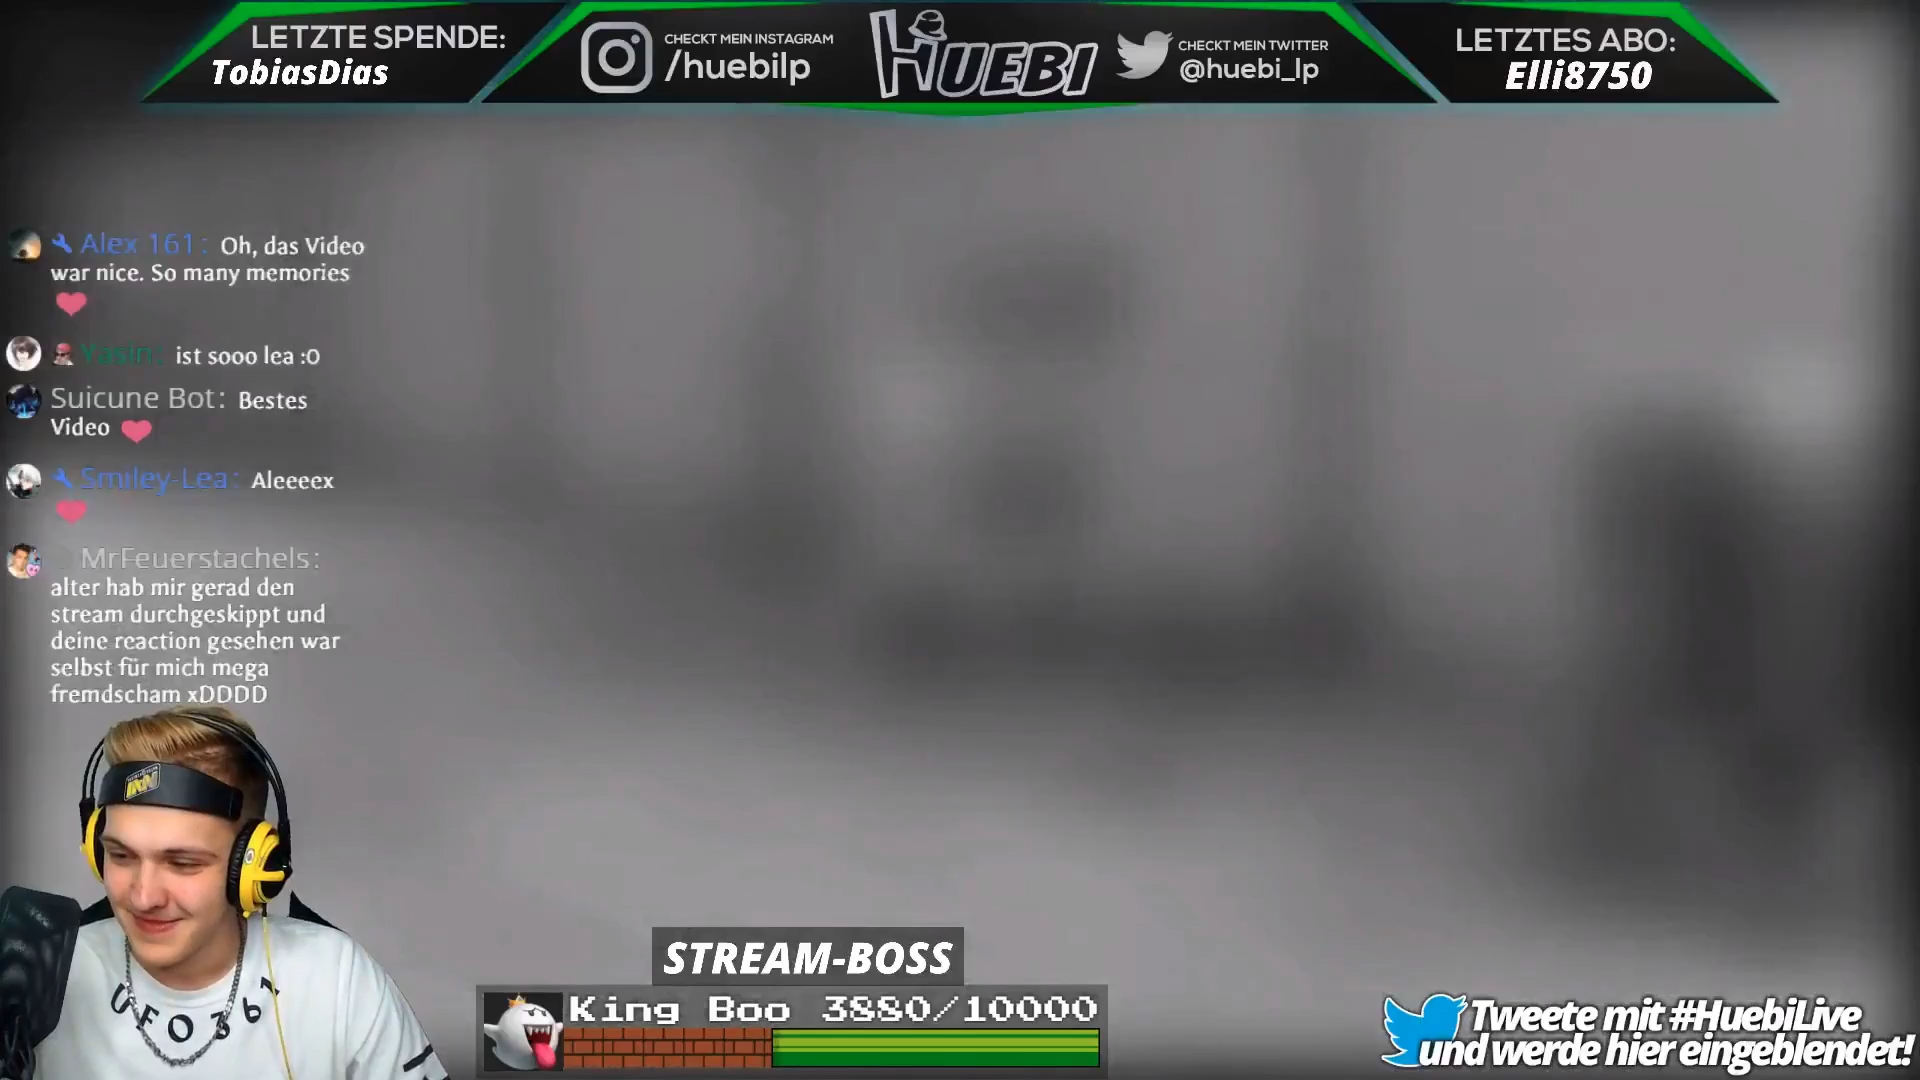 LETZTE SPENDE:
TobiasDias
CHECKT MEIN INSTAGRAM
/huebilp
HUEBI
CHECKT MEIN TWITTER
@huebi_lp
LETZTES ABO:
Elli8750
Alex 161: Oh, das Video
war nice. So many memories
Yasin: ist sooo lea :O
Suicune Bot: Bestes
Video
Smiley-Lea: Aleeeex
MrFeuerstachels:
alter hab mir gerad den
stream durchgeskippt und
deine reaction gesehen war
selbst für mich mega
fremdscham xDDDD
UFO361
STREAM-BOSS
King Boo 3880/10000
Tweete mit #HuebiLive
und werde hier eingeblendet!